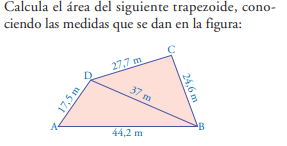 Calcula el área del siguiente trapezoide, cono-
ciendo las medidas que se dan en la figura:
C
27,7 m
D
17,5 m
37 m
24,6 m
A
B
44,2 m